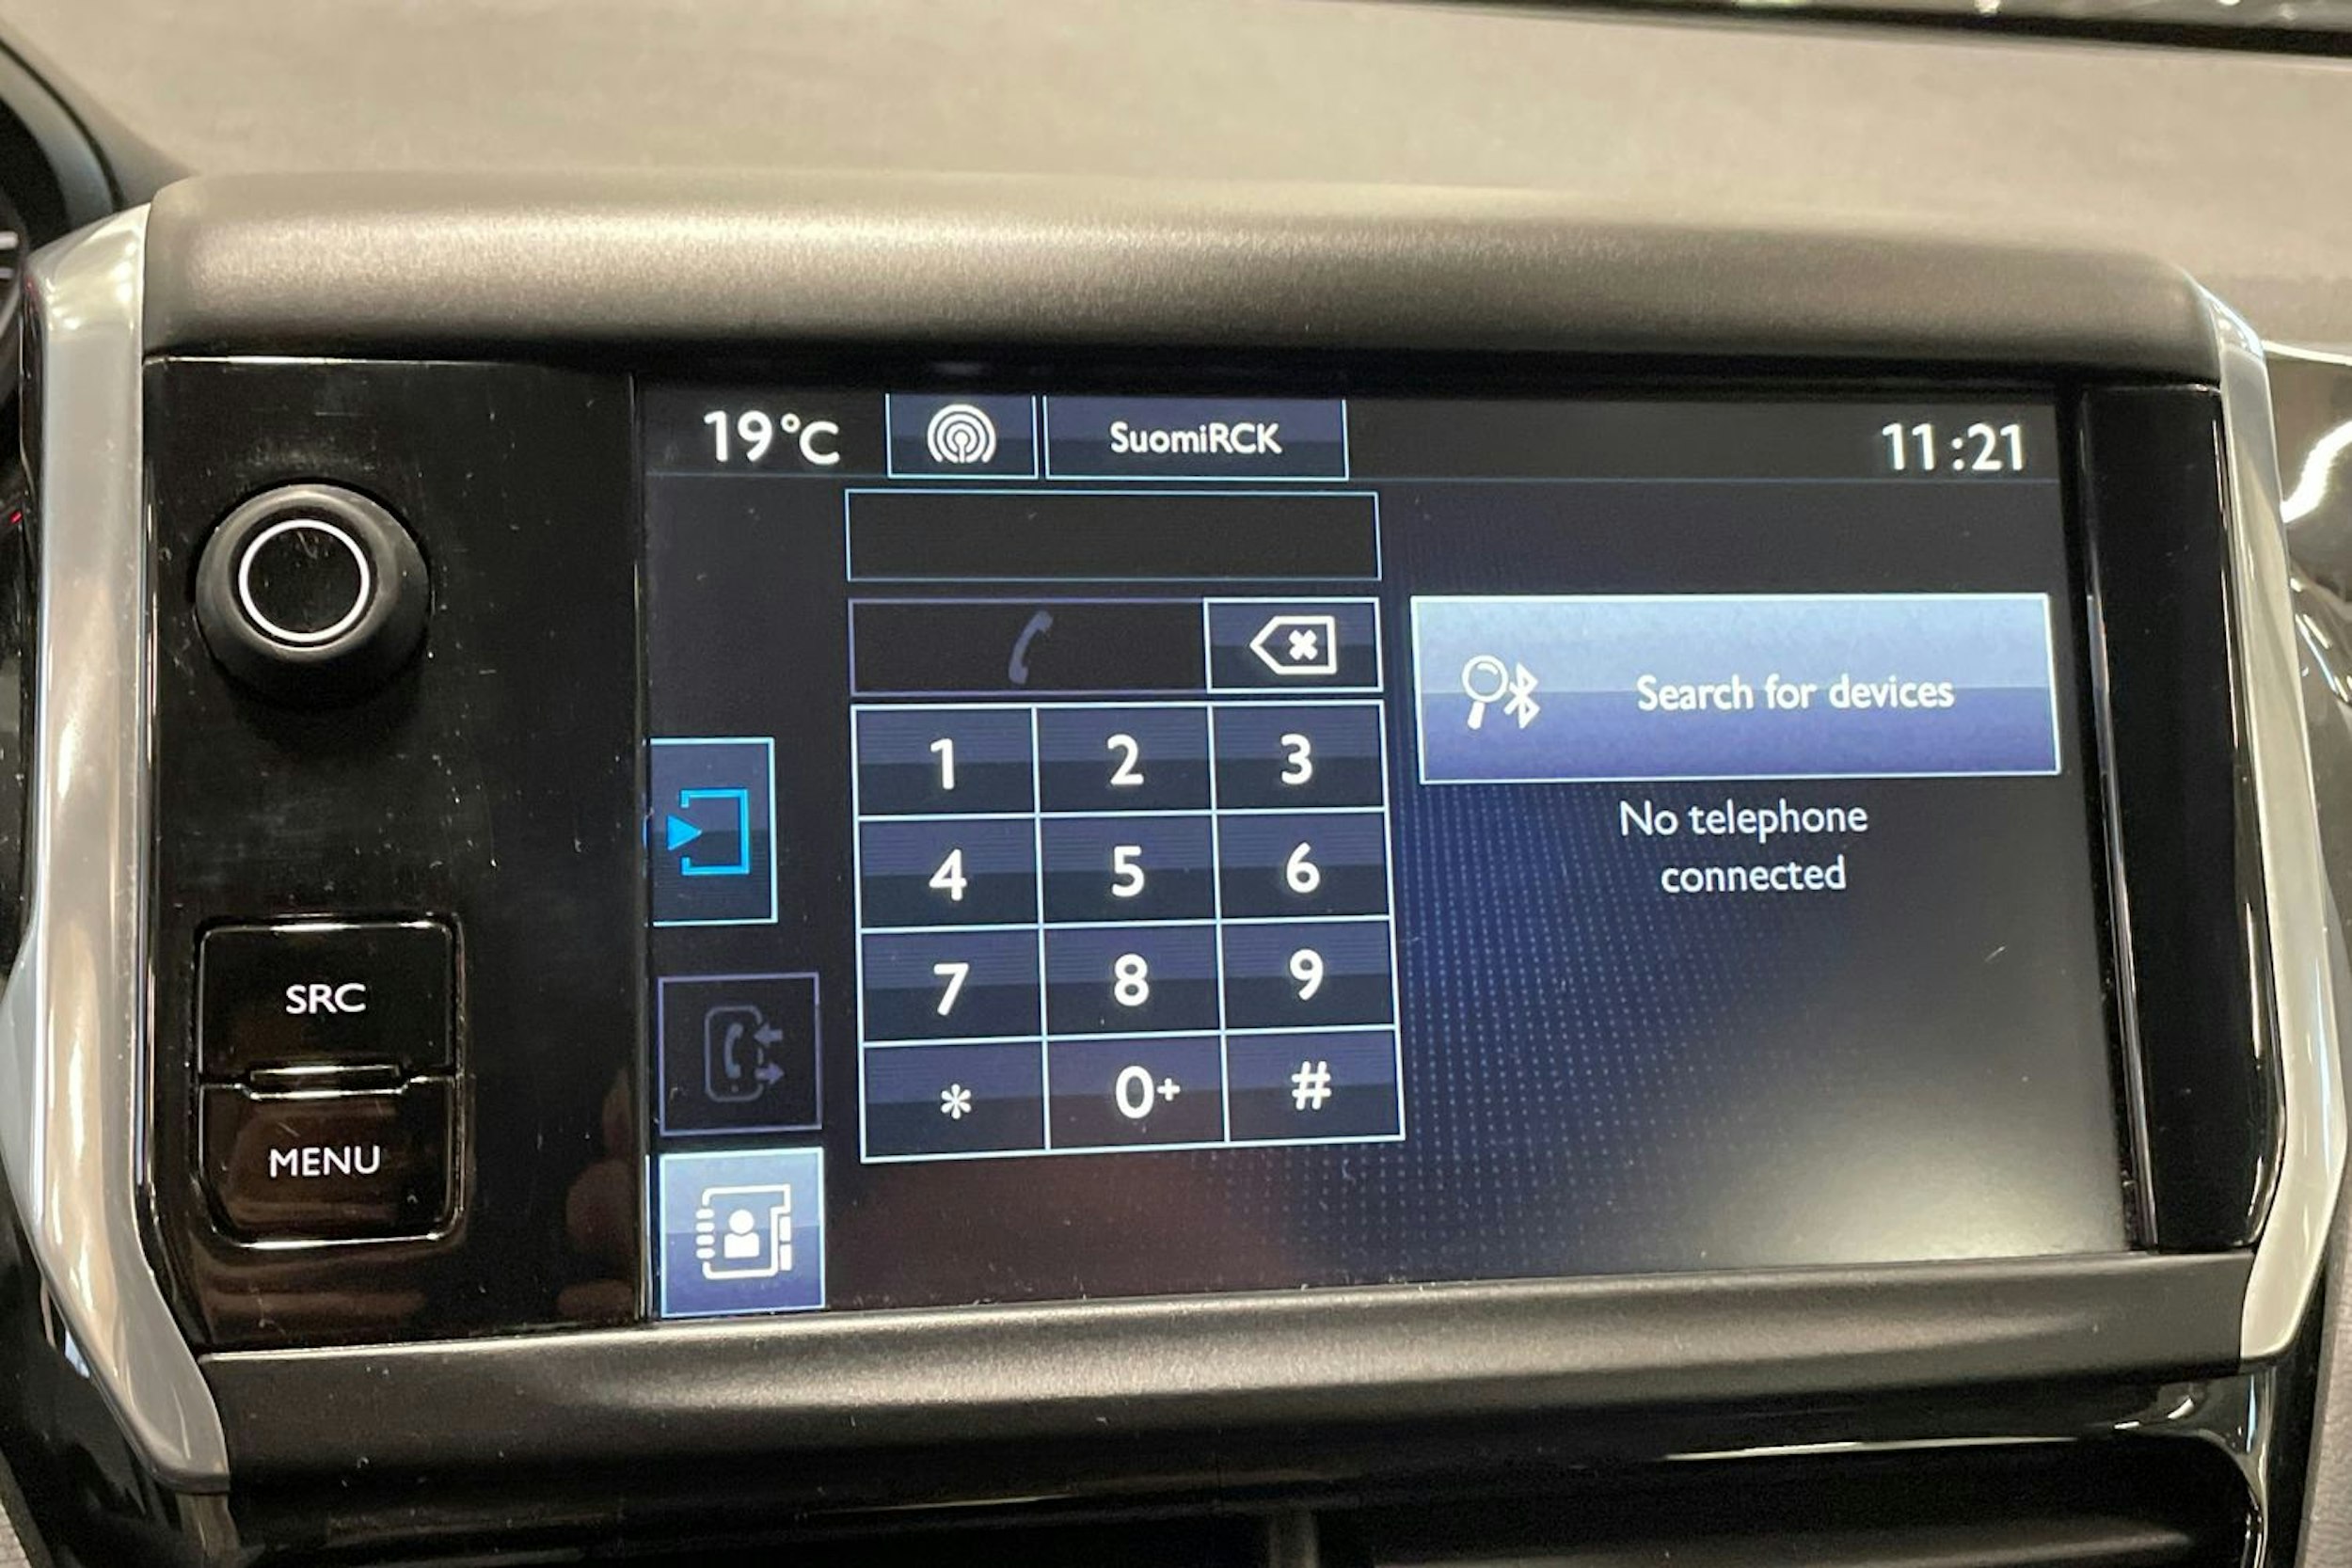 19°C
SuomiRCK
11:21
Search for devices
No telephone
connected
1 2 3
4 5 6
7 8 9
* 0+ #
SRC
MENU